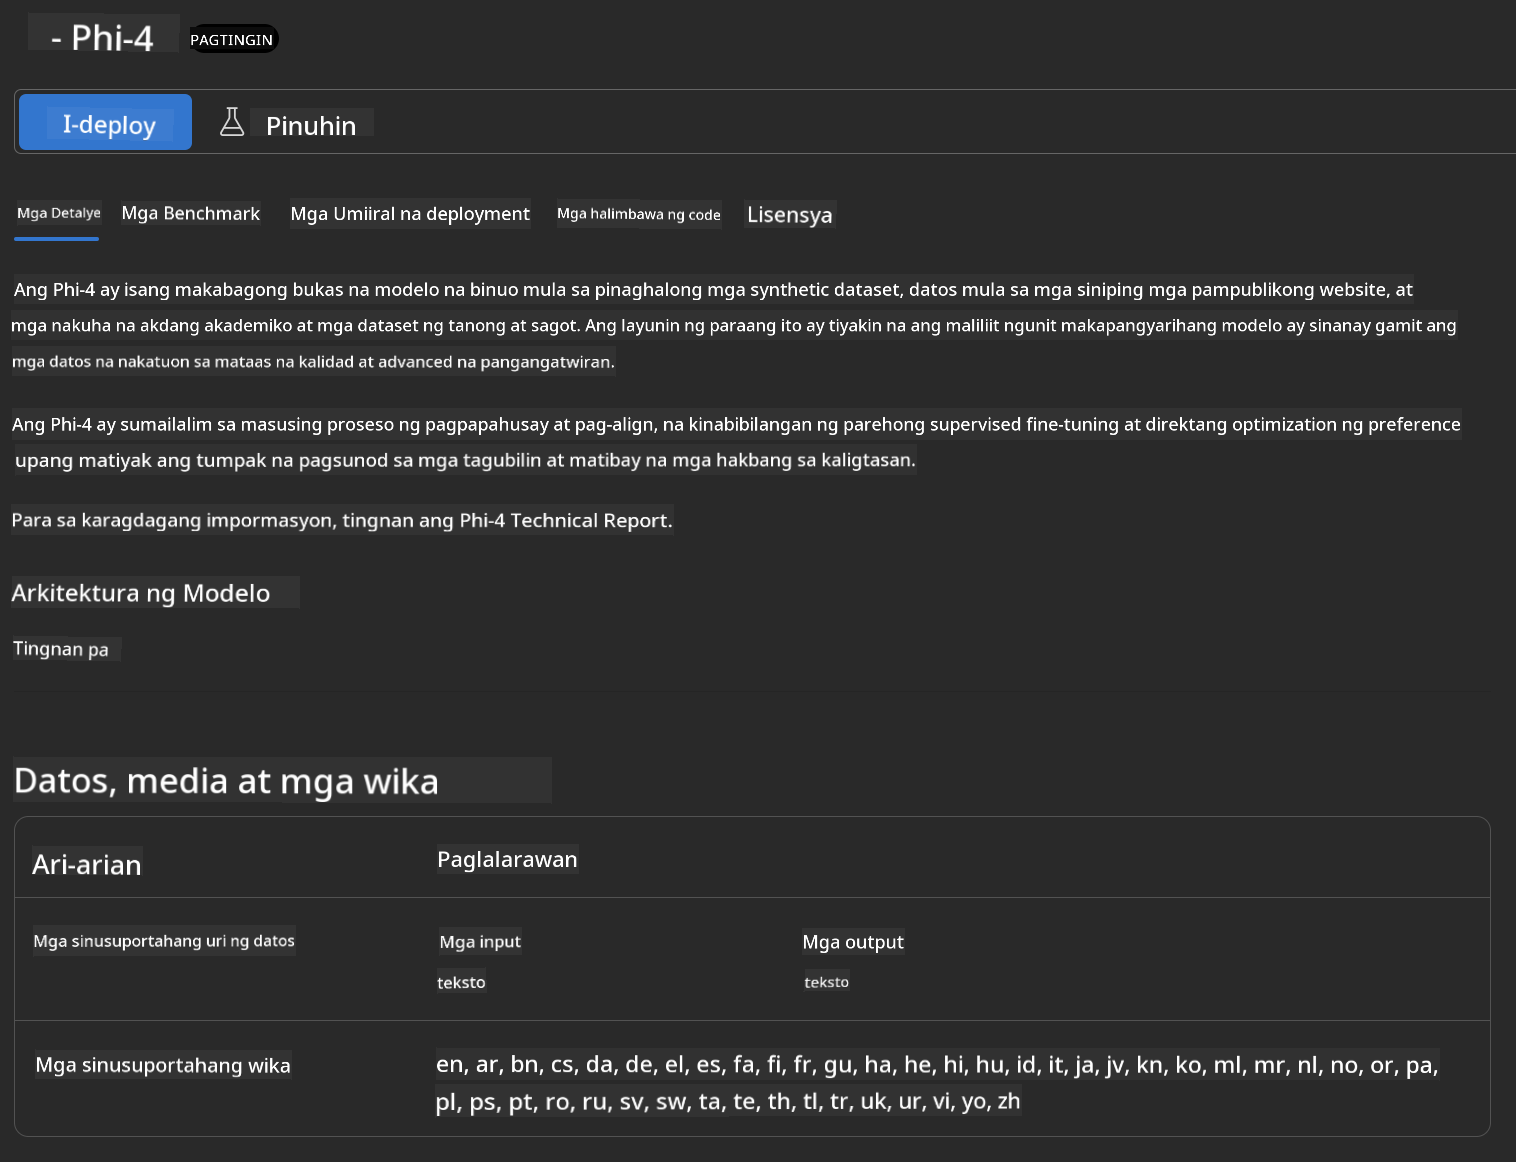 - Phi-4 PAGTINGIN
I-deploy Pinuhin
Mga Detalye Mga Benchmark Mga Umiiral na deployment Mga halimbawa ng code Lisensya
Ang Phi-4 ay isang makabagong bukas na modelo na binuo mula sa pinaghalong mga synthetic dataset, datos mula sa mga siniping mga pampublikong website, at
mga nakuha na akdang akademiko at mga dataset ng tanong at sagot. Ang layunin ng paraang ito ay tiyakin na ang maliliit ngunit makapangyarihang modelo ay sinanay gamit ang
mga datos na nakatuon sa mataas na kalidad at advanced na pangangatwiran.
Ang Phi-4 ay sumailalim sa masusing proseso ng pagpapahusay at pag-align, na kinabibilangan ng parehong supervised fine-tuning at direktang optimization ng preference
upang matiyak ang tumpak na pagsunod sa mga tagubilin at matibay na mga hakbang sa kaligtasan.
Para sa karagdagang impormasyon, tingnan ang Phi-4 Technical Report.
Arkitektura ng Modelo
Tingnan pa
Datos, media at mga wika
Ari-arian Paglalarawan
Mga sinusuportahang uri ng datos Mga input Mga output
teksto teksto
Mga sinusuportahang wika en, ar, bn, cs, da, de, el, es, fa, fi, fr, gu, ha, he, hi, hu, id, it, ja, jv, kn, ko, ml, mr, nl, no, or, pa,
pl, ps, pt, ro, ru, sv, sw, ta, te, th, tl, tr, uk, ur, vi, yo, zh